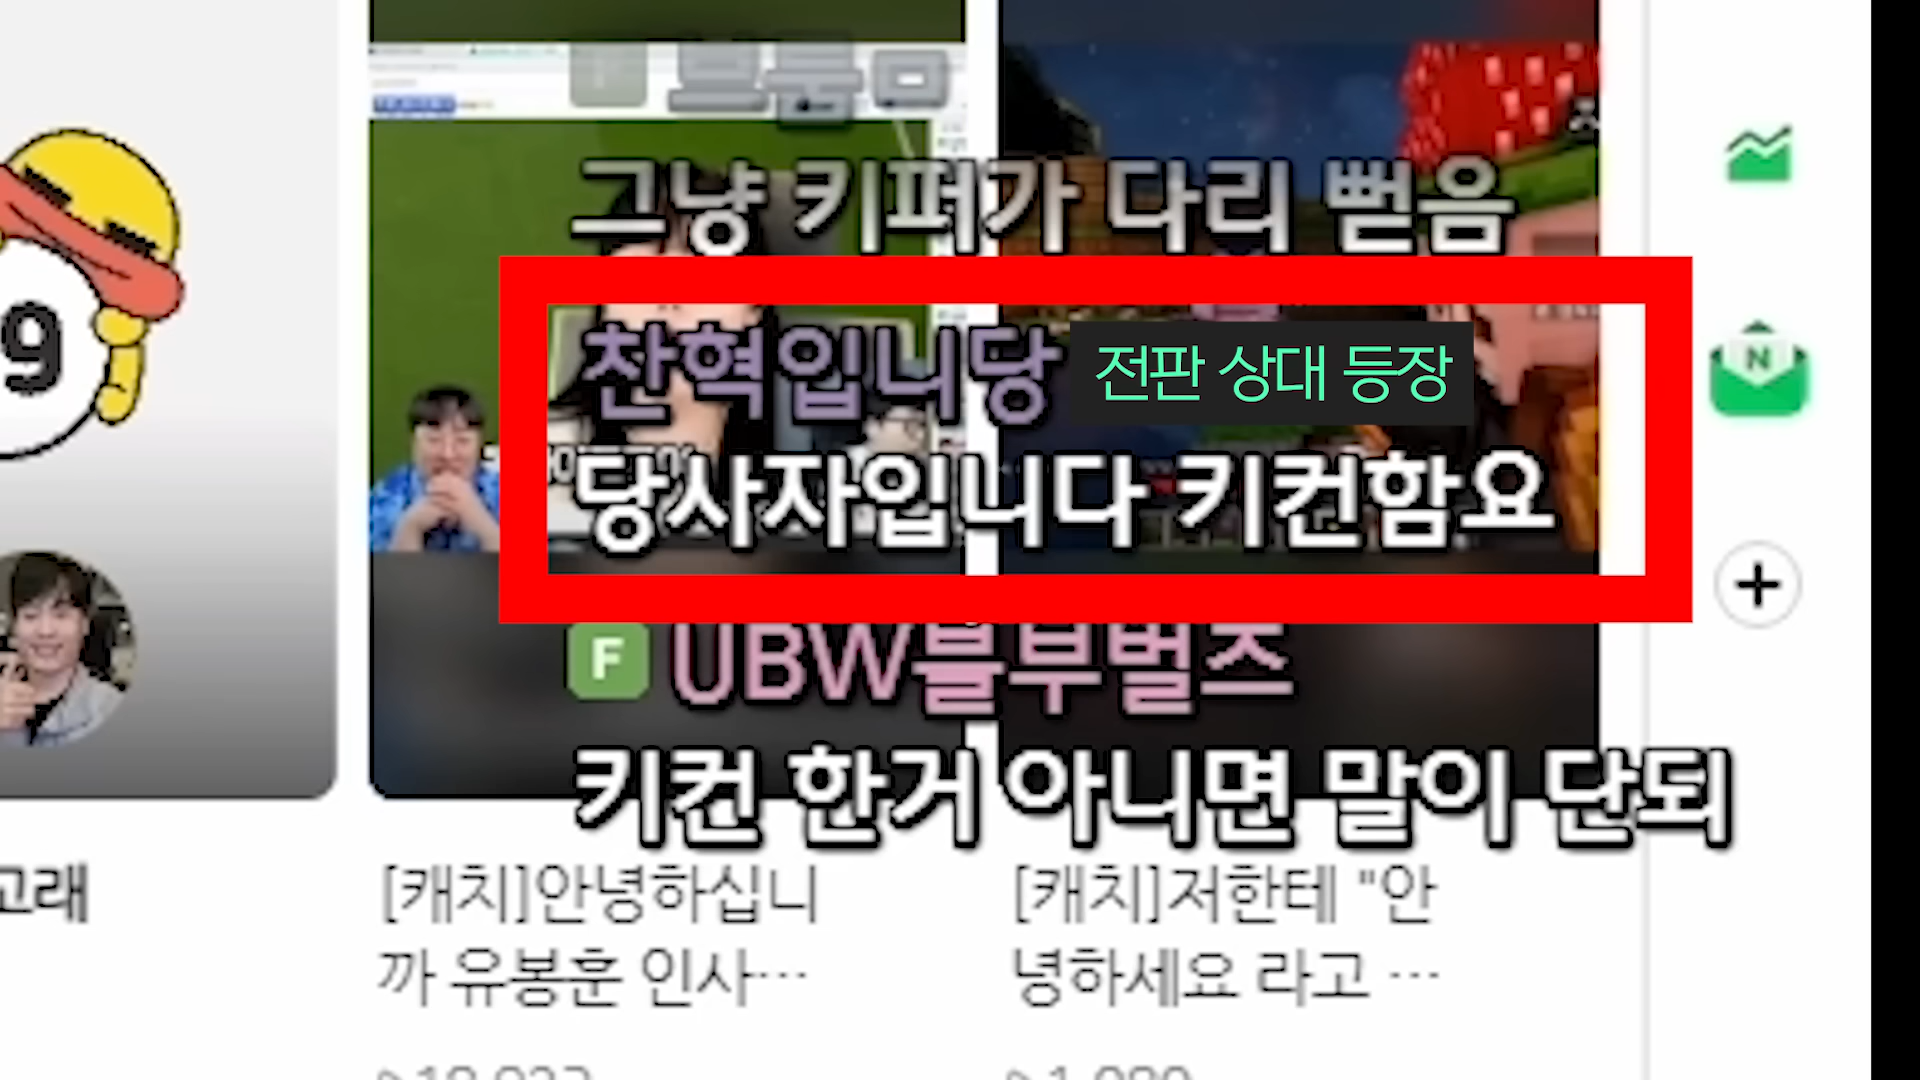 그냥 키퍼가 다리 뻗음
찬혁입니당 전판 상대 등장
당사자입니다 키컨함요
F UBW블부벌즈
키컨 한거 아니면 말이 단되
9
N
고래
[캐치]안녕하십니
까 유봉훈 인사…
[캐치]저한테 "안
녕하세요 라고 …